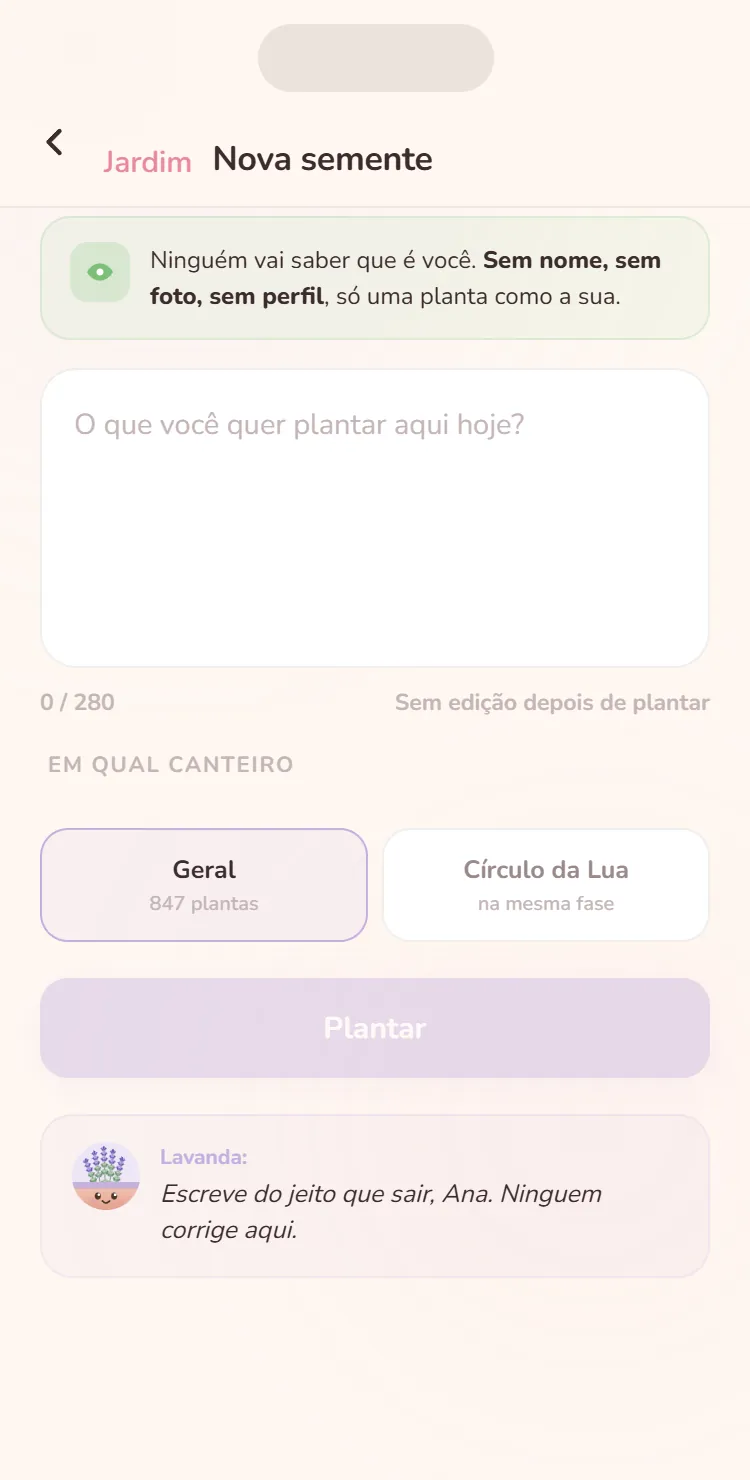 Jardim Nova semente
Ninguém vai saber que é você. Sem nome, sem
foto, sem perfil, só uma planta como a sua.
O que você quer plantar aqui hoje?
0 / 280 Sem edição depois de plantar
EM QUAL CANTEIRO
Geral
847 plantas
Círculo da Lua
na mesma fase
Plantar
Lavanda:
Escreve do jeito que sair, Ana. Ninguem
corrige aqui.